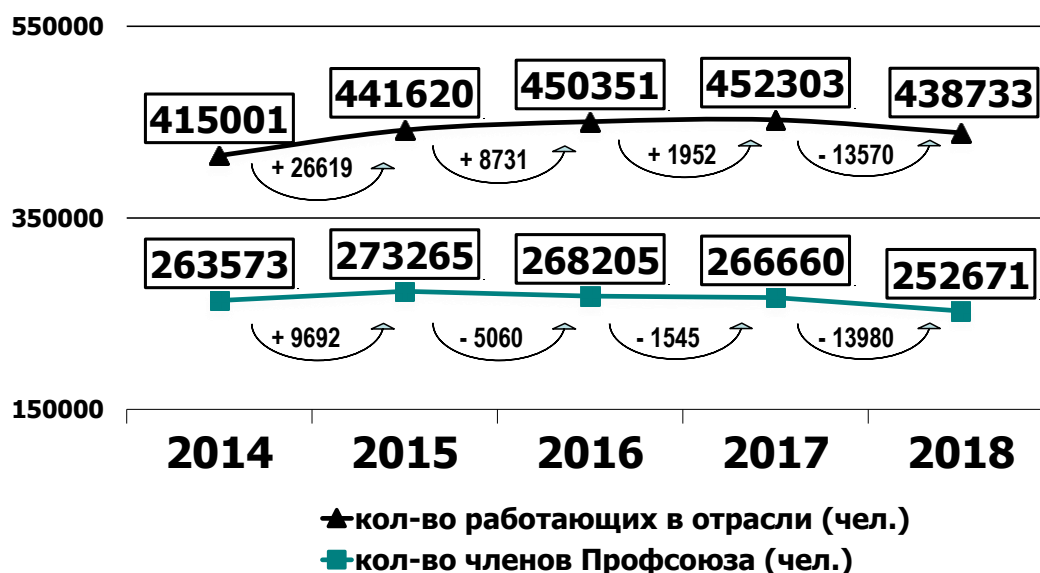 550000
415001 441620 450351 452303 438733
+ 26619 + 8731 + 1952 - 13570
350000
263573 273265 268205 266660 252671
+ 9692 - 5060 - 1545 - 13980
150000
2014 2015 2016 2017 2018
кол-во работающих в отрасли (чел.)
кол-во членов Профсоюза (чел.)